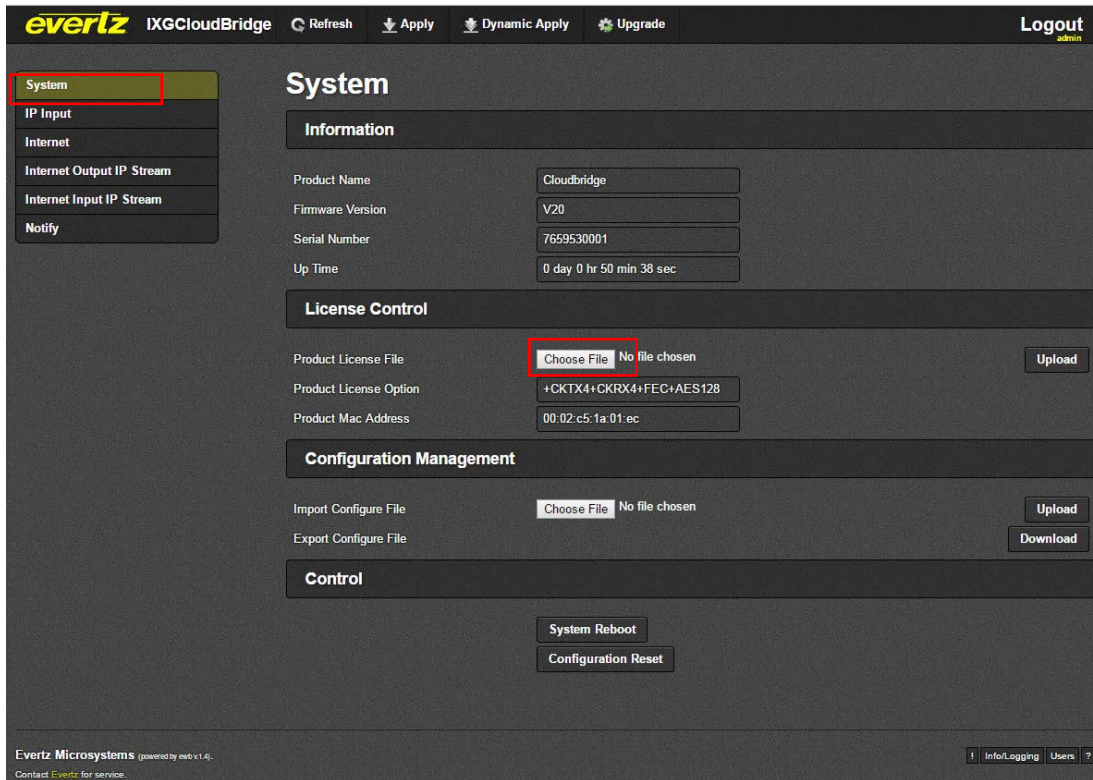 evertz IXGCloudBridge Refresh Apply Dynamic Apply Upgrade Logout
admin
System
IP Input
Internet
Internet Output IP Stream
Internet Input IP Stream
Notify
System
Information
Product Name Cloudbridge
Firmware Version V20
Serial Number 7659530001
Up Time 0 day 0 hr 50 min 38 sec
License Control
Product License File Choose File No file chosen Upload
Product License Option +CKTX4+CKRX4+FEC+AES128
Product Mac Address 00:02:c5:1a:01:ec
Configuration Management
Import Configure File Choose File No file chosen Upload
Export Configure File Download
Control
System Reboot
Configuration Reset
Evertz Microsystems (powered by ewb v.1.4). ! Info/Logging Users ?
Contact Evertz for service.